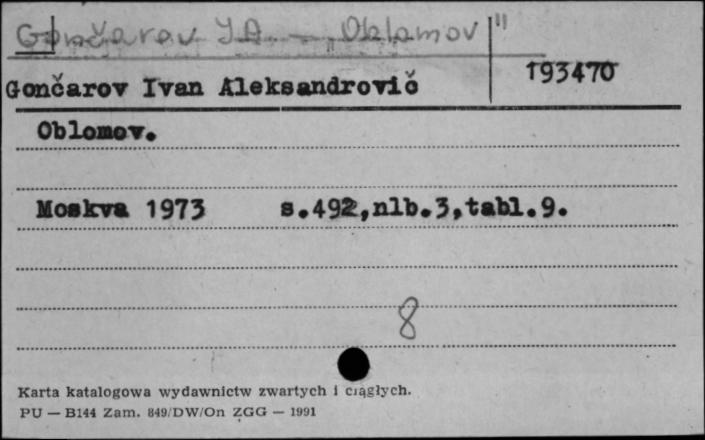 Gončarov I.A. — "Oblomov"
193470
Gončarov Ivan Aleksandrovič
Oblomov.
Moskva 1973 s.492,nlb.3,tabl.9.
8
Karta katalogowa wydawnictw zwartych i ciągłych.
PU — B144 Zam. 849/DW/On ZGG — 1991